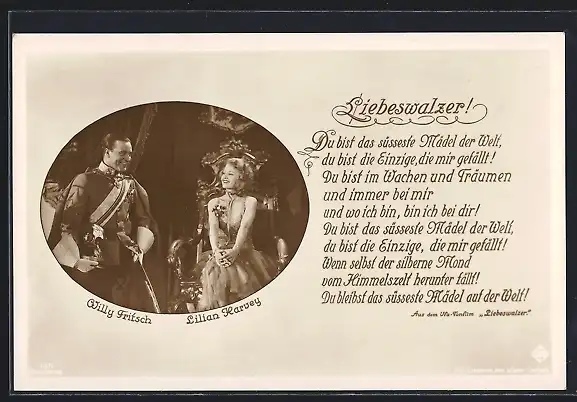 Liebeswalzer!
Du bist das süsseste Mädel der Welt,
du bist die Einzige, die mir gefällt!
Du bist im Wachen und Träumen
und immer bei mir
und wo ich bin, bin ich bei dir!
Du bist das süsseste Mädel der Welt,
du bist die Einzige, die mir gefällt!
Wenn selbst der silberne Mond
vom Himmelszelt herunter fällt!
Du bleibst das süsseste Mädel auf der Welt!
Aus dem Ufa-Tonfilm „Liebeswalzer."
Willy Fritsch
Lilian Harvey